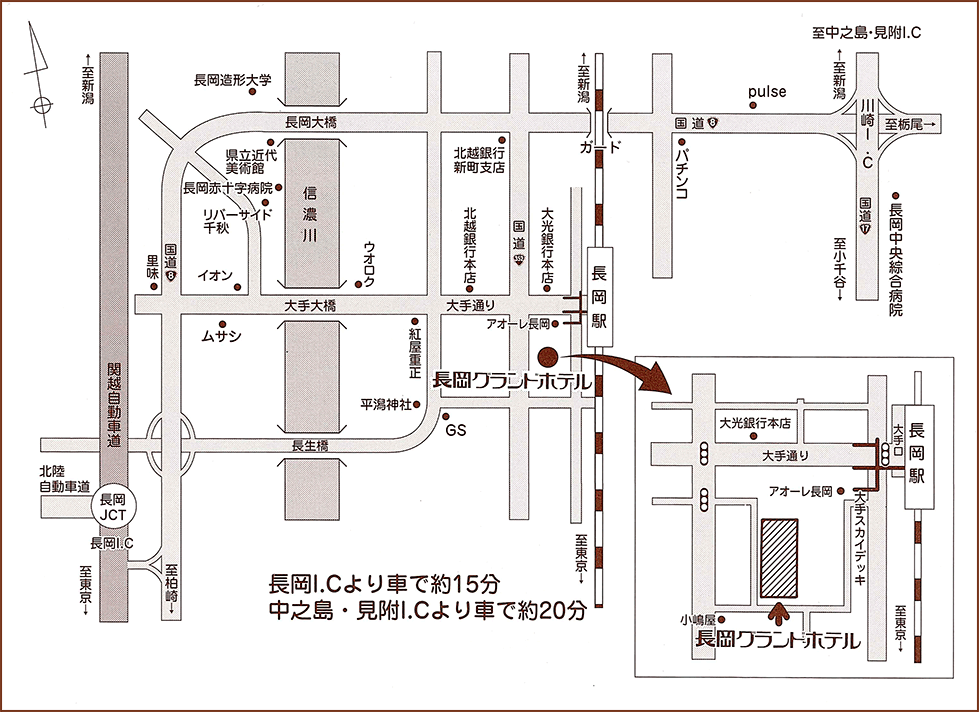 至中之島・見附I.C
↑至新潟
↑至新潟
↑至新潟
長岡造形大学
pulse
長岡大橋
国道8
川崎I・C
至栃尾→
ガード
県立近代
美術館
北越銀行
新町支店
パチンコ
長岡赤十字病院
信濃川
リバーサイド
千秋
国道17
長岡中央綜合病院
北越銀行本店
国道
大光銀行本店
国道8
里味
イオン
ウオロク
至小千谷↓
長岡駅
大手大橋
大手通り
アオーレ長岡
ムサシ
紅屋重正
長岡グランドホテル
関越自動車道
平潟神社
GS
長生橋
北陸
自動車道
長岡
JCT
長岡I.C
至東京↓
至柏崎↓
至東京↓
長岡I.Cより車で約15分
中之島・見附I.Cより車で約20分
大光銀行本店
大手口
長岡駅
大手通り
アオーレ長岡
大手スカイデッキ
小嶋屋
長岡グランドホテル
至東京↓